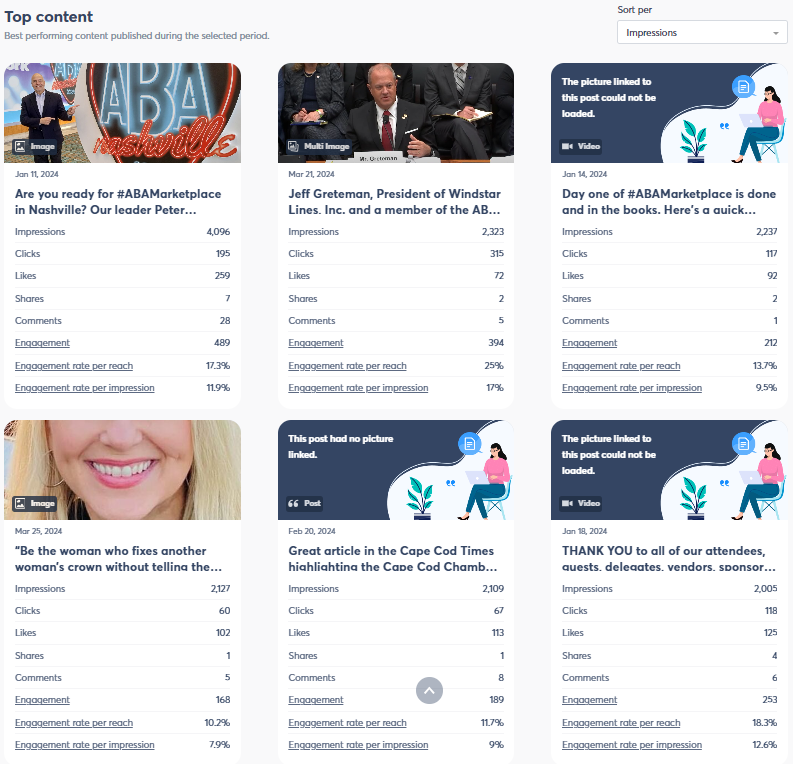 Top content
Best performing content published during the selected period.
Sort per
Impressions
ABA
nashville
Image
Jan 11, 2024
Are you ready for #ABAMarketplace
in Nashville? Our leader Peter...
Impressions 4,096
Clicks 195
Likes 259
Shares 7
Comments 28
Engagement 489
Engagement rate per reach 17.3%
Engagement rate per impression 11.9%
Mr. Greteman
Multi Image
Mar 21, 2024
Jeff Greteman, President of Windstar
Lines, Inc. and a member of the AB...
Impressions 2,323
Clicks 315
Likes 72
Shares 2
Comments 5
Engagement 394
Engagement rate per reach 25%
Engagement rate per impression 17%
The picture linked to
this post could not be
loaded.
Video
Jan 14, 2024
Day one of #ABAMarketplace is done
and in the books. Here's a quick...
Impressions 2,237
Clicks 117
Likes 92
Shares 2
Comments 1
Engagement 212
Engagement rate per reach 13.7%
Engagement rate per impression 9.5%
Image
Mar 25, 2024
"Be the woman who fixes another
woman's crown without telling the...
Impressions 2,127
Clicks 60
Likes 102
Shares 1
Comments 5
Engagement 168
Engagement rate per reach 10.2%
Engagement rate per impression 7.9%
This post had no picture
linked.
Post
Feb 20, 2024
Great article in the Cape Cod Times
highlighting the Cape Cod Chamb...
Impressions 2,109
Clicks 67
Likes 113
Shares 1
Comments 8
Engagement 189
Engagement rate per reach 11.7%
Engagement rate per impression 9%
The picture linked to
this post could not be
loaded.
Video
Jan 18, 2024
THANK YOU to all of our attendees,
guests, delegates, vendors, sponsor...
Impressions 2,005
Clicks 118
Likes 125
Shares 4
Comments 6
Engagement 253
Engagement rate per reach 18.3%
Engagement rate per impression 12.6%